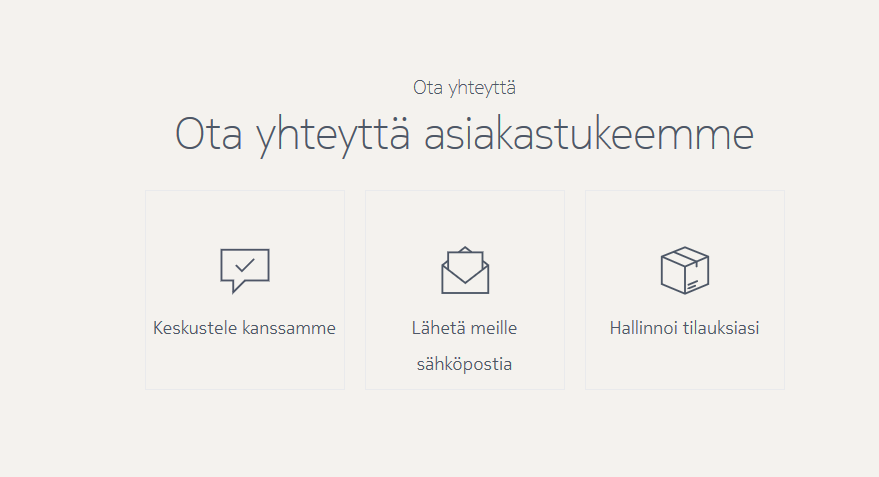 Ota yhteyttä
Ota yhteyttä asiakastukeemme
Keskustele kanssamme
Lähetä meille
sähköpostia
Hallinnoi tilauksiasi